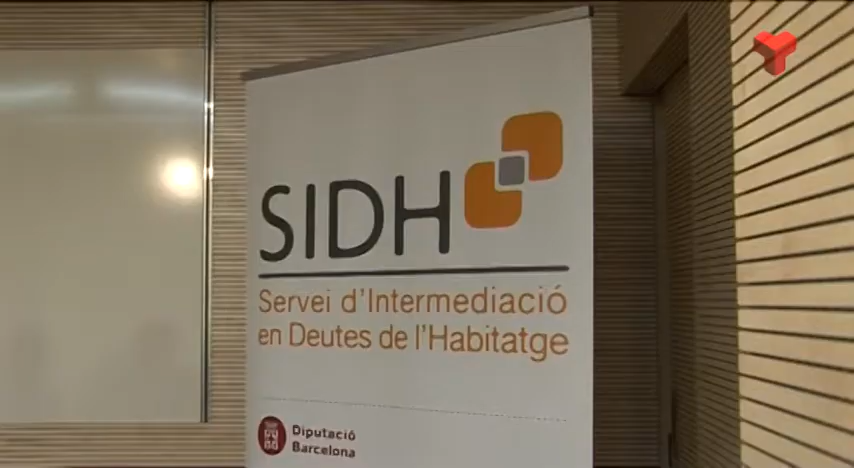 SIDH
Servei d'Intermediació
en Deutes de l'Habitatge
Diputació
Barcelona